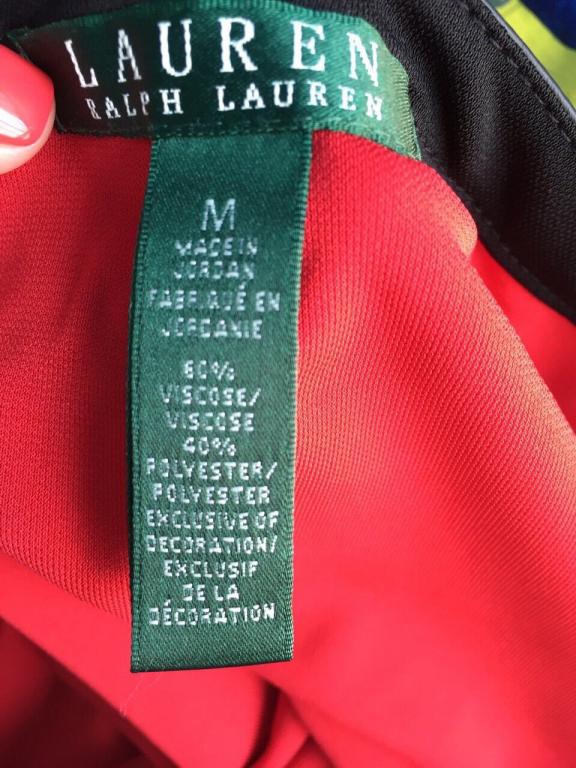 LAUREN
RALPH LAUREN
M
MADE IN
JORDAN
FABRIQUÉ EN
JORDANIE
60%
VISCOSE/
VISCOSE
40%
POLYESTER/
POLYESTER
EXCLUSIVE OF
DECORATION/
EXCLUSIF
DE LA
DÉCORATION